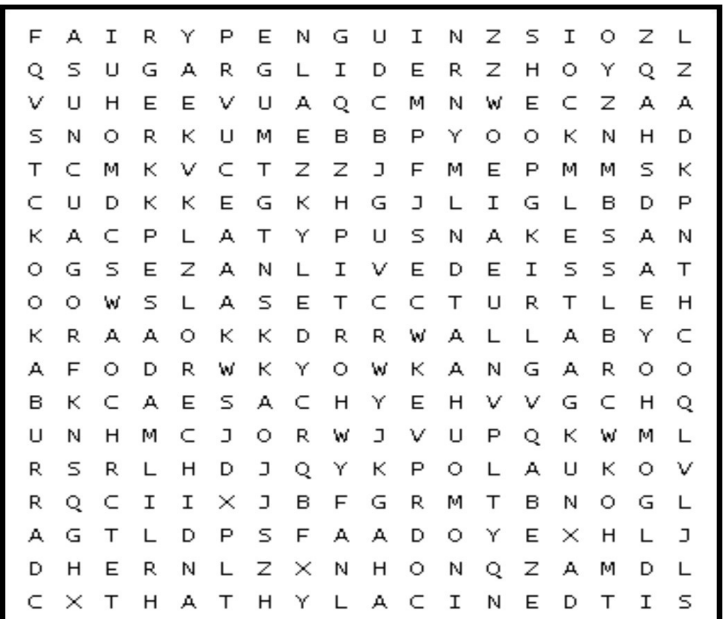 F A I R Y P E N G U I N Z S I O Z L
Q S U G A R G L I D E R Z H O Y Q Z
V U H E E V U A Q C M N W E C Z A A
S N O R K U M E B B P Y O O K N H D
T C M K V C T Z Z J F M E P M M S K
C U D K K E G K H G J L I G L B D P
K A C P L A T Y P U S N A K E S A N
O G S E Z A N L I V E D E I S S A T
O O W S L A S E T C C T U R T L E H
K R A A O K K D R R W A L L A B Y C
A F O D R W K Y O W K A N G A R O O
B K C A E S A C H Y E H V V G C H Q
U N H M C J O R W J V U P Q K W M L
R S R L H D J Q Y K P O L A U K O V
R Q C I I X J B F G R M T B N O G L
A G T L D P S F A A D O Y E X H L J
D H E R N L Z X N H O N Q Z A M D L
C X T H A T H Y L A C I N E D T I S